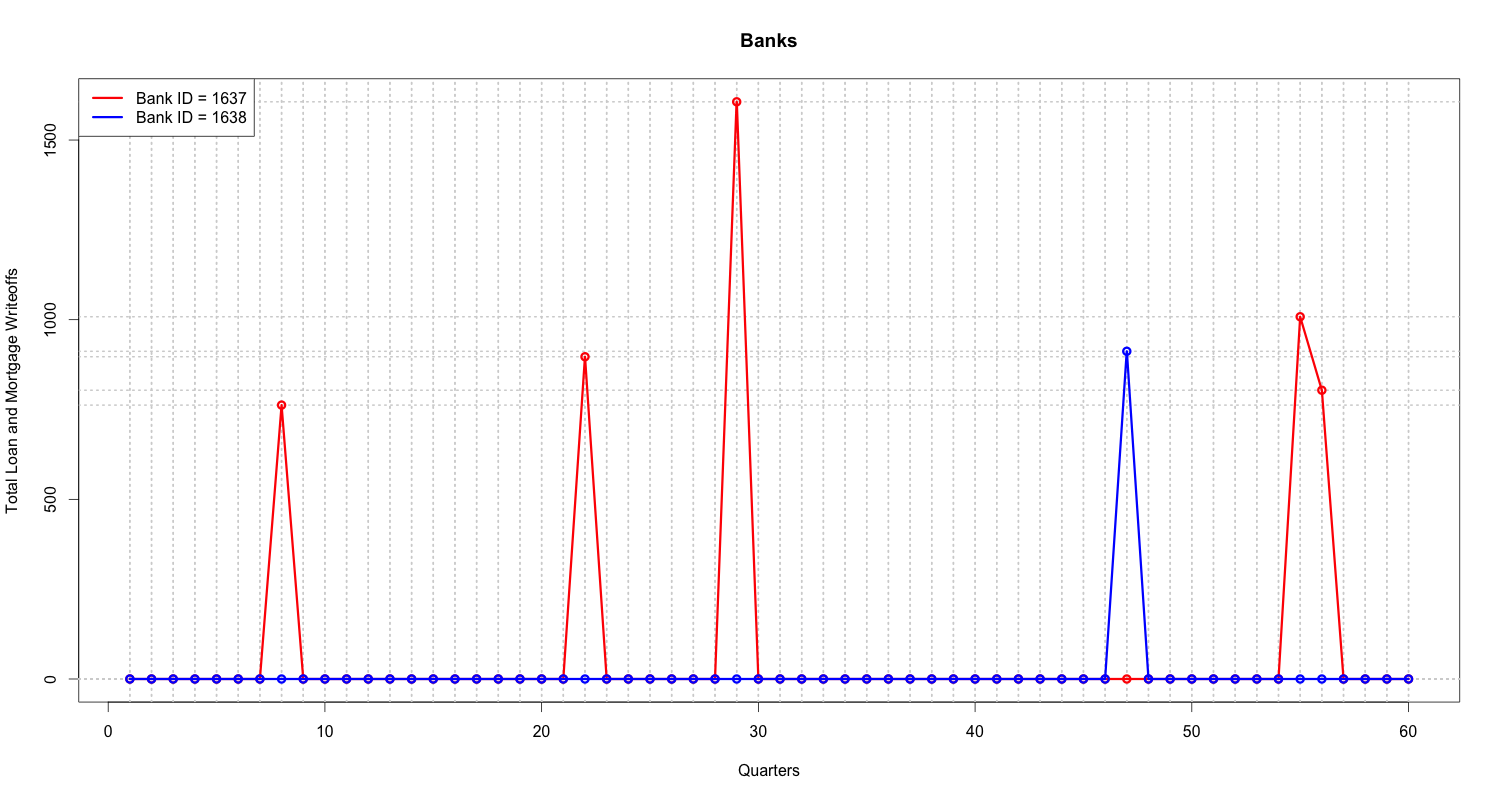 Banks
Bank ID = 1637
Bank ID = 1638
Total Loan and Mortgage Writeoffs
1500
1000
500
0
0 10 20 30 40 50 60
Quarters